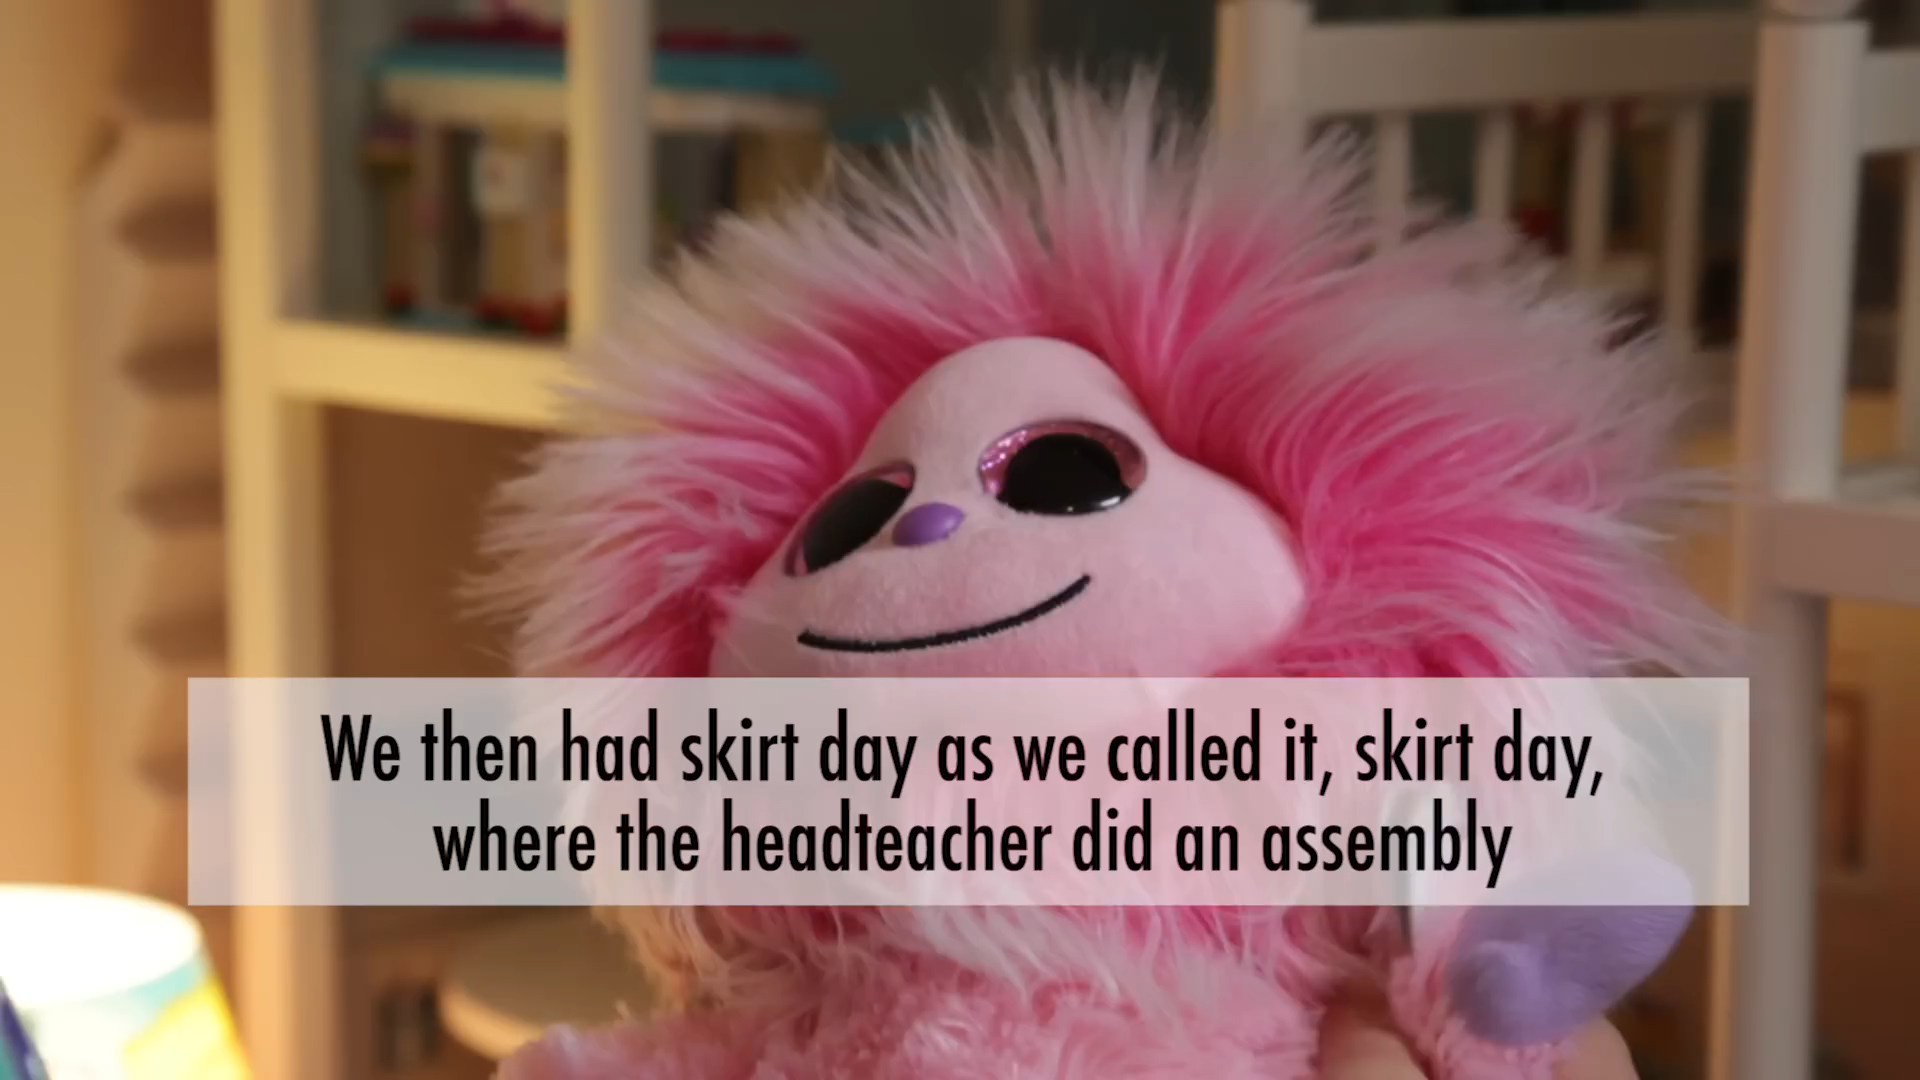 We then had skirt day as we called it, skirt day,
where the headteacher did an assembly